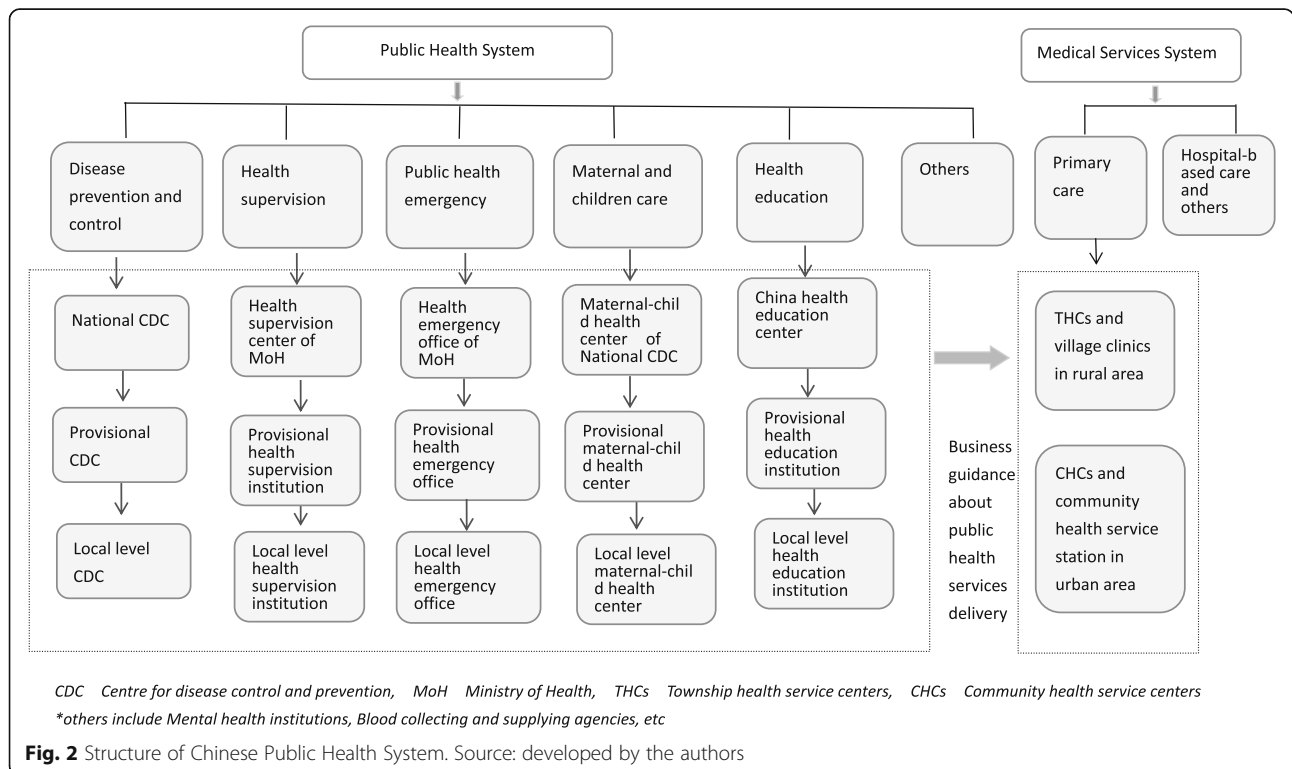 Public Health System
Medical Services System
Disease
prevention and
control
Health
supervision
Public health
emergency
Maternal and
children care
Health
education
Others
Primary
care
Hospital-b
ased care
and
others
National CDC
Health
supervision
center of
MoH
Health
emergency
office of
MoH
Maternal-chil
d health
center of
National CDC
China health
education
center
THCs and
village clinics
in rural area
Provisional
CDC
Provisional
health
supervision
institution
Provisional
health
emergency
office
Provisional
maternal-chil
d health
center
Provisional
health
education
institution
Business
guidance
about
public
health
services
delivery
CHCs and
community
health service
station in
urban area
Local level
CDC
Local level
health
supervision
institution
Local level
health
emergency
office
Local level
maternal-chil
d health
center
Local level
health
education
institution
CDC Centre for disease control and prevention, MoH Ministry of Health, THCs Township health service centers, CHCs Community health service centers
*others include Mental health institutions, Blood collecting and supplying agencies, etc
Fig. 2 Structure of Chinese Public Health System. Source: developed by the authors